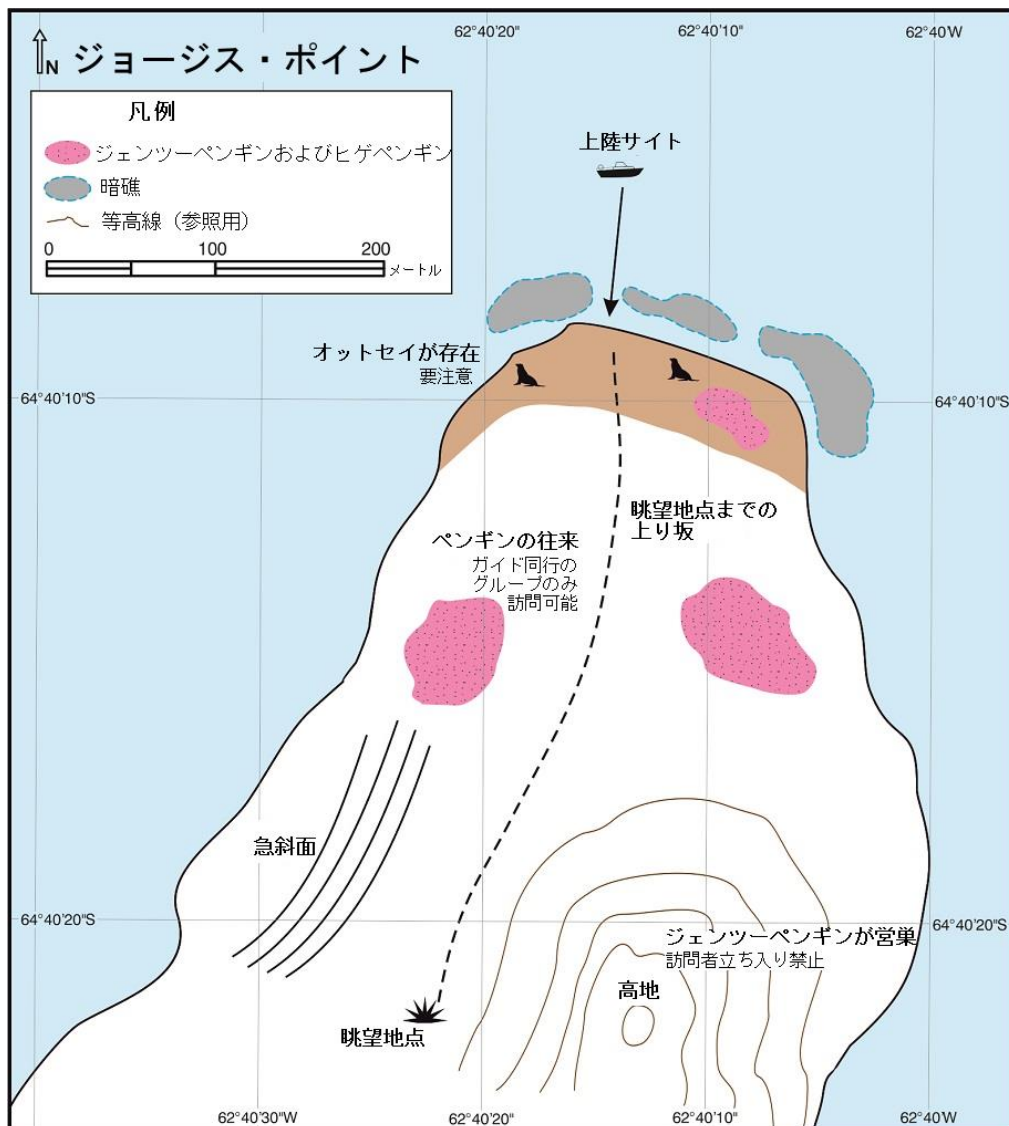 62°40'20"
62°40'10"
62°40'W
N ジョージス・ポイント
凡例
ジェンツーペンギンおよびヒゲペンギン
暗礁
等高線（参照用）
0 100 200
メートル
上陸サイト
オットセイが存在
要注意
64°40'10"S
64°40'10"S
眺望地点までの
上り坂
ペンギンの往来
ガイド同行の
グループのみ
訪問可能
急斜面
64°40'20"S
64°40'20"S
ジェンツーペンギンが営巣
訪問者立ち入り禁止
高地
眺望地点
62°40'30"W
62°40'20"
62°40'10"
62°40'W